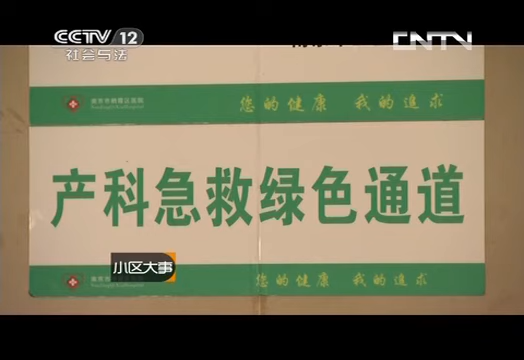 CCTV 12
社会与法
CNTV
您的健康 我的追求
产科急救绿色通道
小区大事
您的健康 我的追求